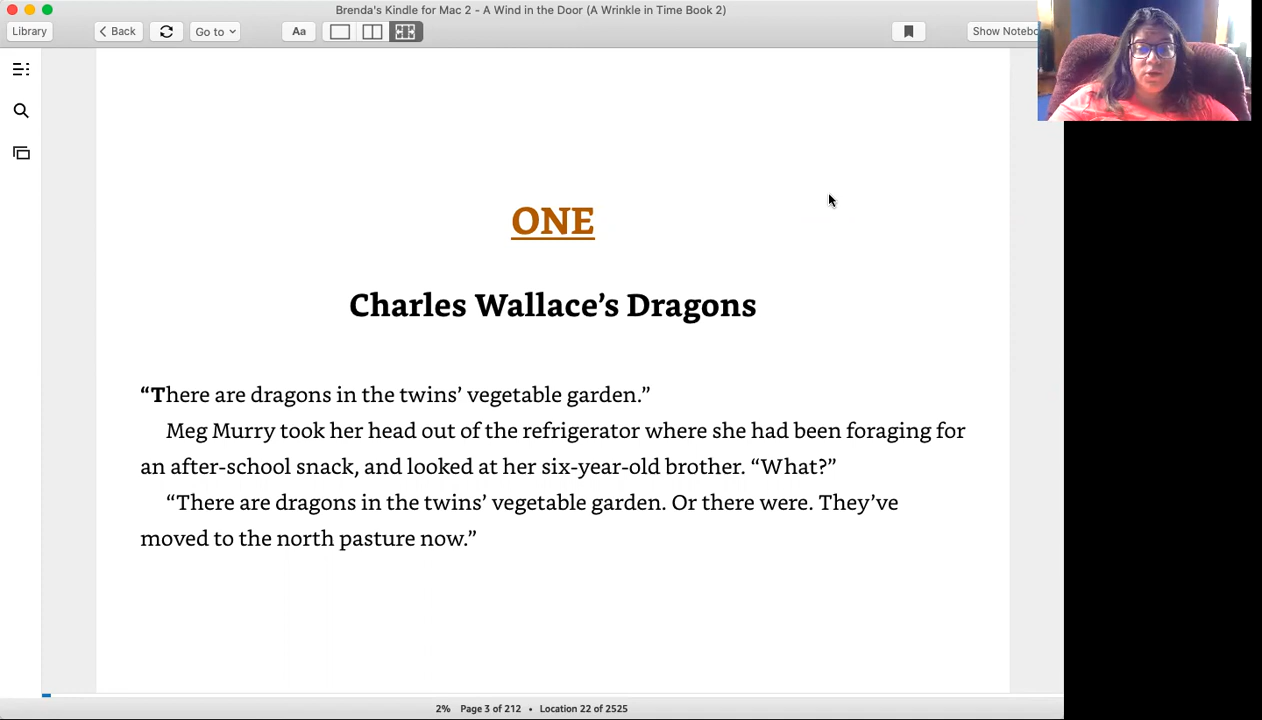 Brenda's Kindle for Mac 2 - A Wind in the Door (A Wrinkle in Time Book 2)
Library
Back
Go to
Aa
Show Notebo
ONE
Charles Wallace’s Dragons
“There are dragons in the twins’ vegetable garden.”
Meg Murry took her head out of the refrigerator where she had been foraging for
an after-school snack, and looked at her six-year-old brother. “What?”
“There are dragons in the twins’ vegetable garden. Or there were. They’ve
moved to the north pasture now.”
2% Page 3 of 212 • Location 22 of 2525